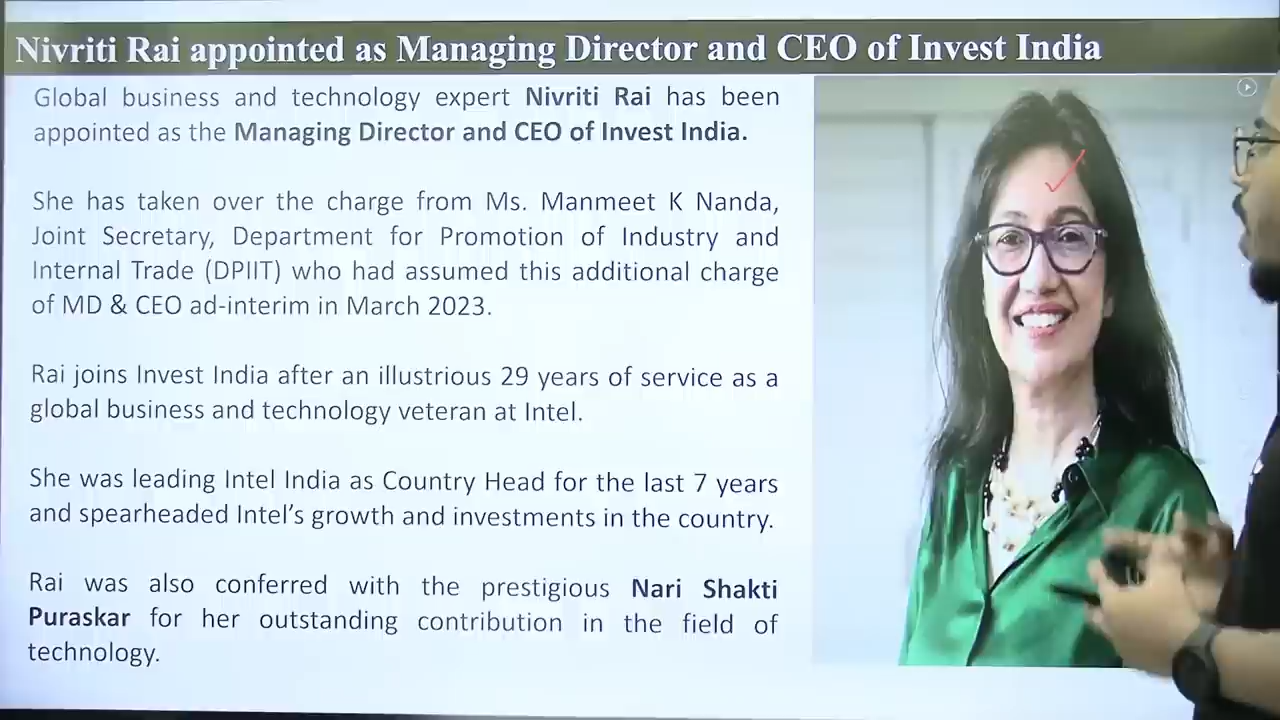 Nivriti Rai appointed as Managing Director and CEO of Invest India
Global business and technology expert Nivriti Rai has been
appointed as the Managing Director and CEO of Invest India.
She has taken over the charge from Ms. Manmeet K Nanda,
Joint Secretary, Department for Promotion of Industry and
Internal Trade (DPIIT) who had assumed this additional charge
of MD & CEO ad-interim in March 2023.
Rai joins Invest India after an illustrious 29 years of service as a
global business and technology veteran at Intel.
She was leading Intel India as Country Head for the last 7 years
and spearheaded Intel’s growth and investments in the country.
Rai was also conferred with the prestigious Nari Shakti
Puraskar for her outstanding contribution in the field of
technology.